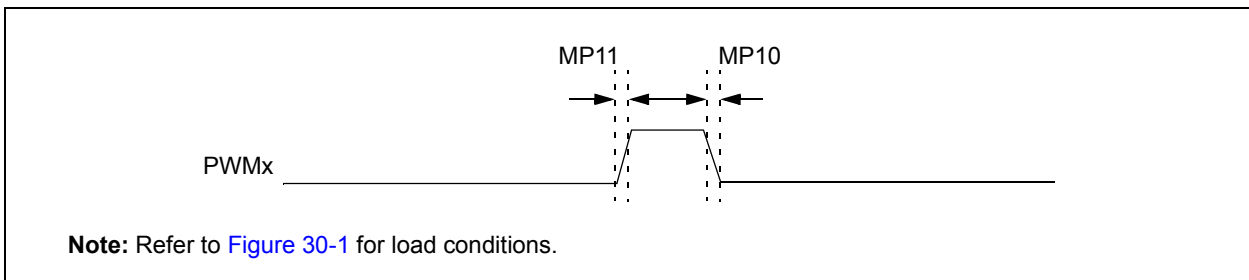 MP11 MP10
PWMx
Note: Refer to Figure 30-1 for load conditions.